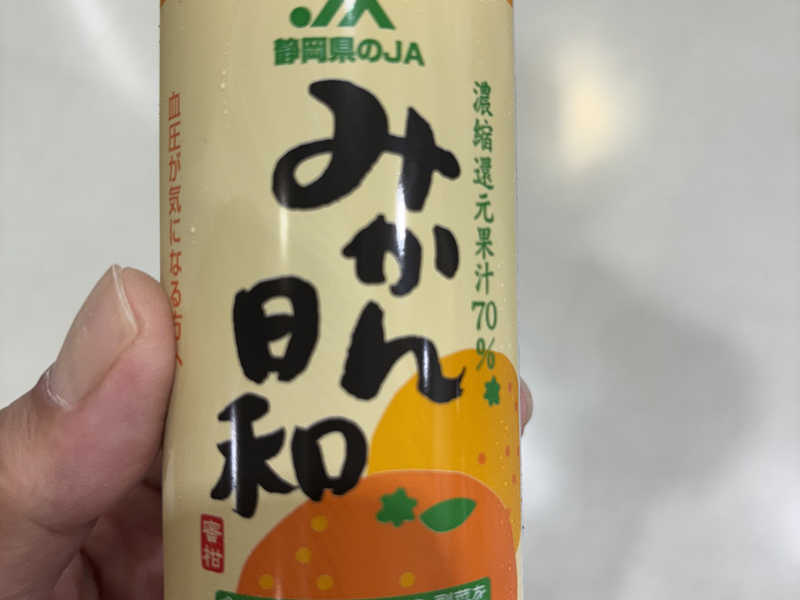 JA
静岡県のJA
濃縮還元果汁70%
みかん
日和
血圧が気になる方へ
蜜柑